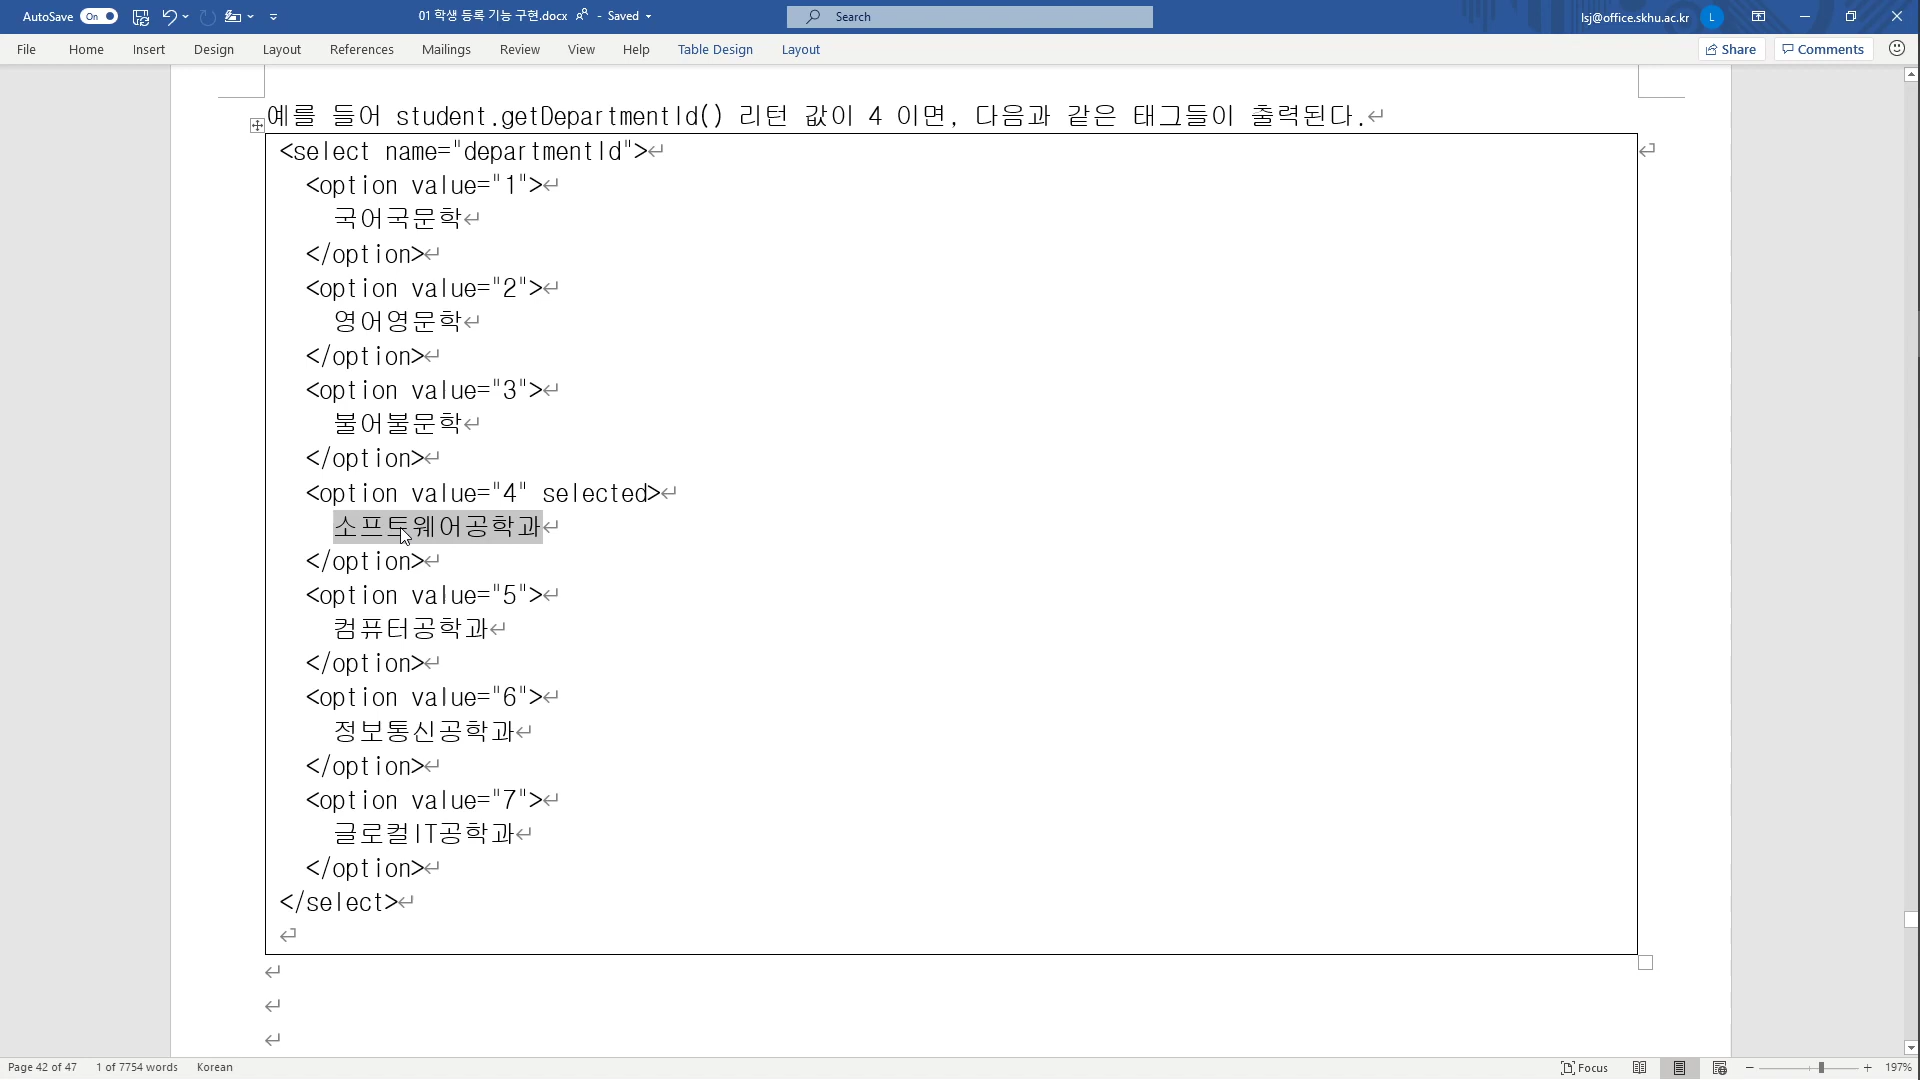 AutoSave On 01 학생 등록 기능 구현.docx - Saved Search lsj@office.skhu.ac.kr L
File Home Insert Design Layout References Mailings Review View Help Table Design Layout Share Comments
예를 들어 student.getDepartmentId() 리턴 값이 4 이면, 다음과 같은 태그들이 출력된다.
<select name="departmentId">
<option value="1">
국어국문학
</option>
<option value="2">
영어영문학
</option>
<option value="3">
불어불문학
</option>
<option value="4" selected>
소프트웨어공학과
</option>
<option value="5">
컴퓨터공학과
</option>
<option value="6">
정보통신공학과
</option>
<option value="7">
글로컬IT공학과
</option>
</select>
Page 42 of 47 1 of 7754 words Korean Focus 197%